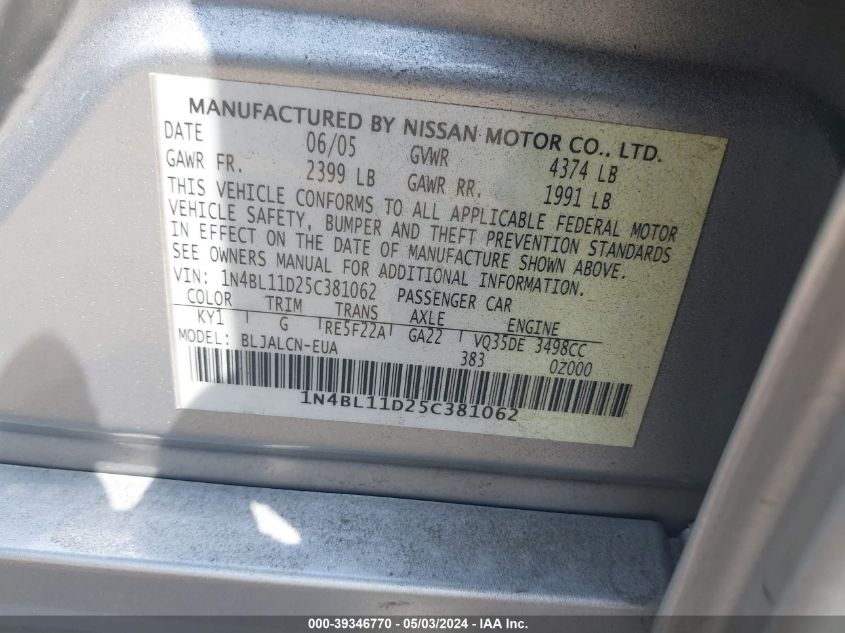 MANUFACTURED BY NISSAN MOTOR CO., LTD.
DATE 06/05 GVWR 4374 LB
GAWR FR. 2399 LB GAWR RR. 1991 LB
THIS VEHICLE CONFORMS TO ALL APPLICABLE FEDERAL MOTOR
VEHICLE SAFETY, BUMPER AND THEFT PREVENTION STANDARDS
IN EFFECT ON THE DATE OF MANUFACTURE SHOWN ABOVE.
SEE OWNERS MANUAL FOR ADDITIONAL INFORMATION.
VIN: 1N4BL11D25C381062 PASSENGER CAR
COLOR TRIM TRANS AXLE ENGINE
KY1 G RE5F22A GA22 VQ35DE 3498CC
MODEL: BLJALCN-EUA 383 0Z000
1N4BL11D25C381062
000-39346770 — 05/03/2024 — IAA Inc.